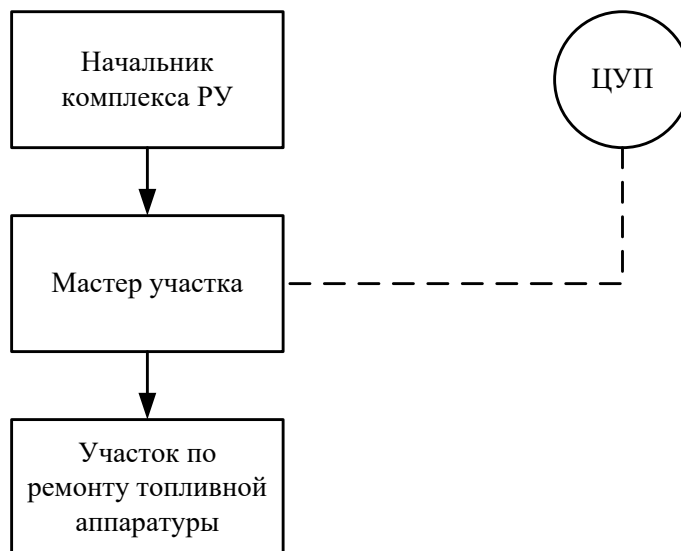 Начальник
комплекса РУ
ЦУП
Мастер участка
Участок по
ремонту топливной
аппаратуры